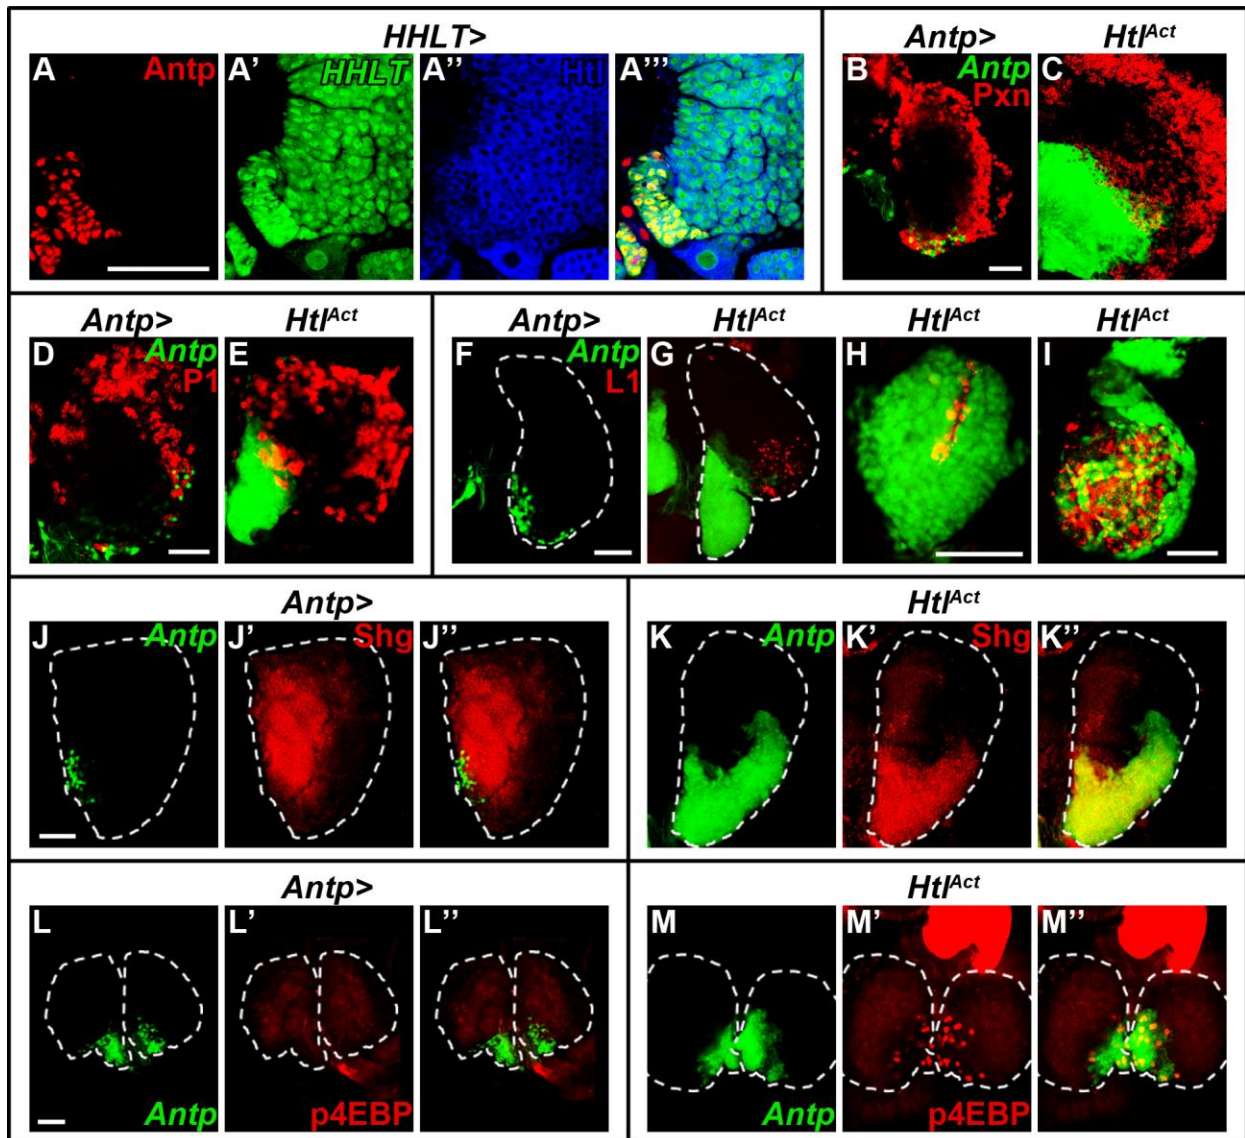 HHLT> Antp> Htl^Act
A Antp A' HHLT A'' Htl A''' B Antp C
Pxn
Antp> Htl^Act Antp> Htl^Act Htl^Act Htl^Act
D Antp E F Antp G H I
P1 L1
Antp> Htl^Act
J Antp J' Shg J'' K Antp K' Shg K''
Antp> Htl^Act
L L' L'' M M' M''
Antp p4EBP Antp p4EBP